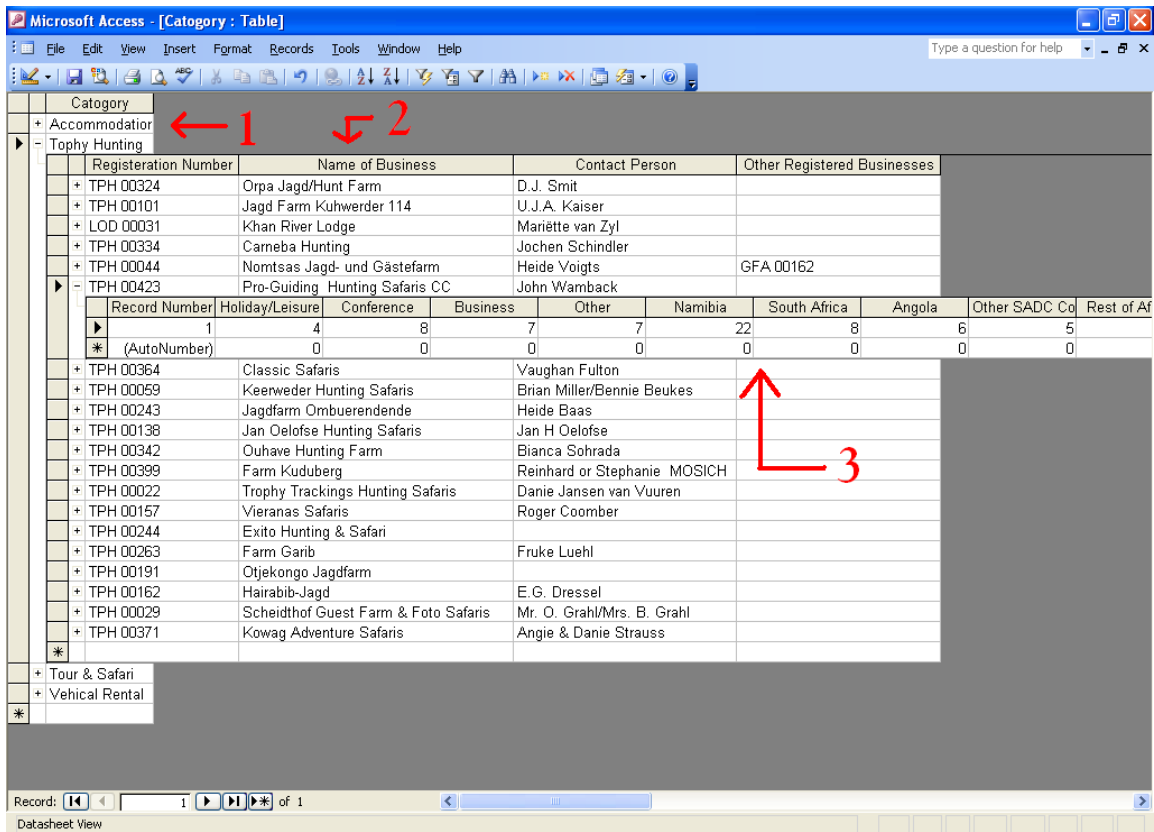 Microsoft Access - [Catogory : Table]
File Edit View Insert Format Records Tools Window Help Type a question for help
Catogory
+ Accommodation 1 2
- Tophy Hunting
Registeration Number Name of Business Contact Person Other Registered Businesses
+ TPH 00324 Orpa Jagd/Hunt Farm D.J. Smit
+ TPH 00101 Jagd Farm Kuhwerder 114 U.J.A. Kaiser
+ LOD 00031 Khan River Lodge Mariëtte van Zyl
+ TPH 00334 Carneba Hunting Jochen Schindler
+ TPH 00044 Nomtsas Jagd- und Gästefarm Heide Voigts GFA 00162
- TPH 00423 Pro-Guiding Hunting Safaris CC John Wamback
Record Number Holiday/Leisure Conference Business Other Namibia South Africa Angola Other SADC Co Rest of Af
1 4 8 7 7 22 8 6 5
(AutoNumber) 0 0 0 0 0 0 0 0
+ TPH 00364 Classic Safaris Vaughan Fulton
+ TPH 00059 Keerweder Hunting Safaris Brian Miller/Bennie Beukes
+ TPH 00243 Jagdfarm Ombuerendende Heide Baas
+ TPH 00138 Jan Oelofse Hunting Safaris Jan H Oelofse
+ TPH 00342 Ouhave Hunting Farm Bianca Sohrada
+ TPH 00399 Farm Kuduberg Reinhard or Stephanie MOSICH 3
+ TPH 00022 Trophy Trackings Hunting Safaris Danie Jansen van Vuuren
+ TPH 00157 Vieranas Safaris Roger Coomber
+ TPH 00244 Exito Hunting & Safari
+ TPH 00263 Farm Garib Fruke Luehl
+ TPH 00191 Otjekongo Jagdfarm
+ TPH 00162 Hairabib-Jagd E.G. Dressel
+ TPH 00029 Scheidthof Guest Farm & Foto Safaris Mr. O. Grahl/Mrs. B. Grahl
+ TPH 00371 Kowag Adventure Safaris Angie & Danie Strauss
+ Tour & Safari
+ Vehical Rental
Record: 1 of 1
Datasheet View